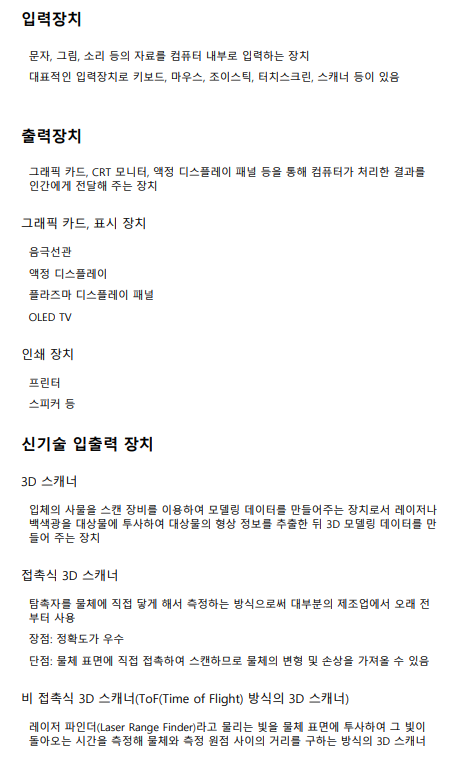 입력장치
문자, 그림, 소리 등의 자료를 컴퓨터 내부로 입력하는 장치
대표적인 입력장치로 키보드, 마우스, 조이스틱, 터치스크린, 스캐너 등이 있음
출력장치
그래픽 카드, CRT 모니터, 액정 디스플레이 패널 등을 통해 컴퓨터가 처리한 결과를
인간에게 전달해 주는 장치
그래픽 카드, 표시 장치
음극선관
액정 디스플레이
플라즈마 디스플레이 패널
OLED TV
인쇄 장치
프린터
스피커 등
신기술 입출력 장치
3D 스캐너
입체의 사물을 스캔 장비를 이용하여 모델링 데이터를 만들어주는 장치로서 레이저나
백색광을 대상물에 투사하여 대상물의 형상 정보를 추출한 뒤 3D 모델링 데이터를 만
들어 주는 장치
접촉식 3D 스캐너
탐촉자를 물체에 직접 닿게 해서 측정하는 방식으로써 대부분의 제조업에서 오래 전
부터 사용
장점: 정확도가 우수
단점: 물체 표면에 직접 접촉하여 스캔하므로 물체의 변형 및 손상을 가져올 수 있음
비 접촉식 3D 스캐너(ToF(Time of Flight) 방식의 3D 스캐너)
레이저 파인더(Laser Range Finder)라고 물리는 빛을 물체 표면에 투사하여 그 빛이
돌아오는 시간을 측정해 물체와 측정 원점 사이의 거리를 구하는 방식의 3D 스캐너